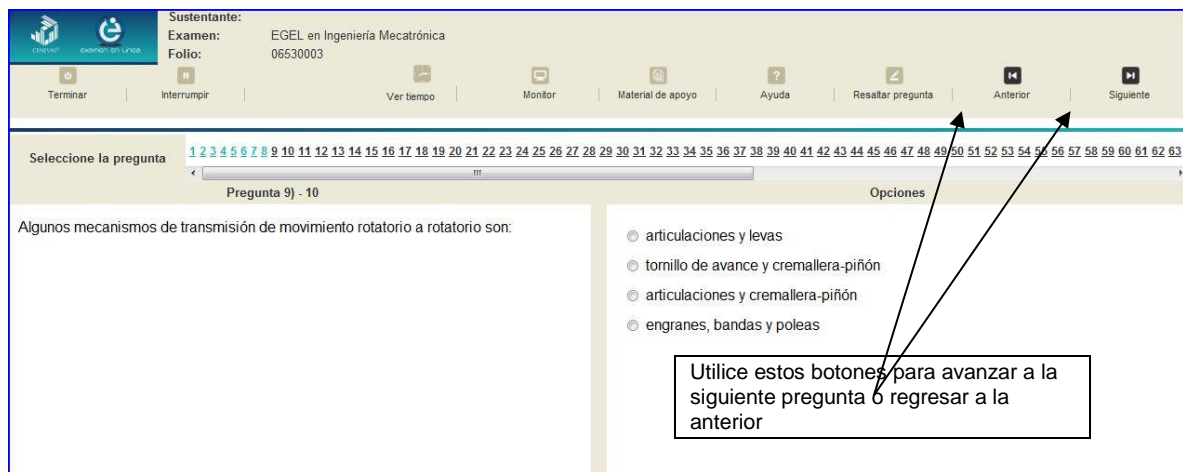 Sustentante:
Examen: EGEL en Ingeniería Mecatrónica
Folio: 06530003
CENEVAL examen en Línea
Terminar Interrumpir Ver tiempo Monitor Material de apoyo Ayuda Resaltar pregunta Anterior Siguiente
Seleccione la pregunta 1 2 3 4 5 6 7 8 9 10 11 12 13 14 15 16 17 18 19 20 21 22 23 24 25 26 27 28 29 30 31 32 33 34 35 36 37 38 39 40 41 42 43 44 45 46 47 48 49 50 51 52 53 54 55 56 57 58 59 60 61 62 63
Pregunta 9) - 10 Opciones
Algunos mecanismos de transmisión de movimiento rotatorio a rotatorio son:
articulaciones y levas
tornillo de avance y cremallera-piñón
articulaciones y cremallera-piñón
engranes, bandas y poleas
Utilice estos botones para avanzar a la
siguiente pregunta o regresar a la
anterior